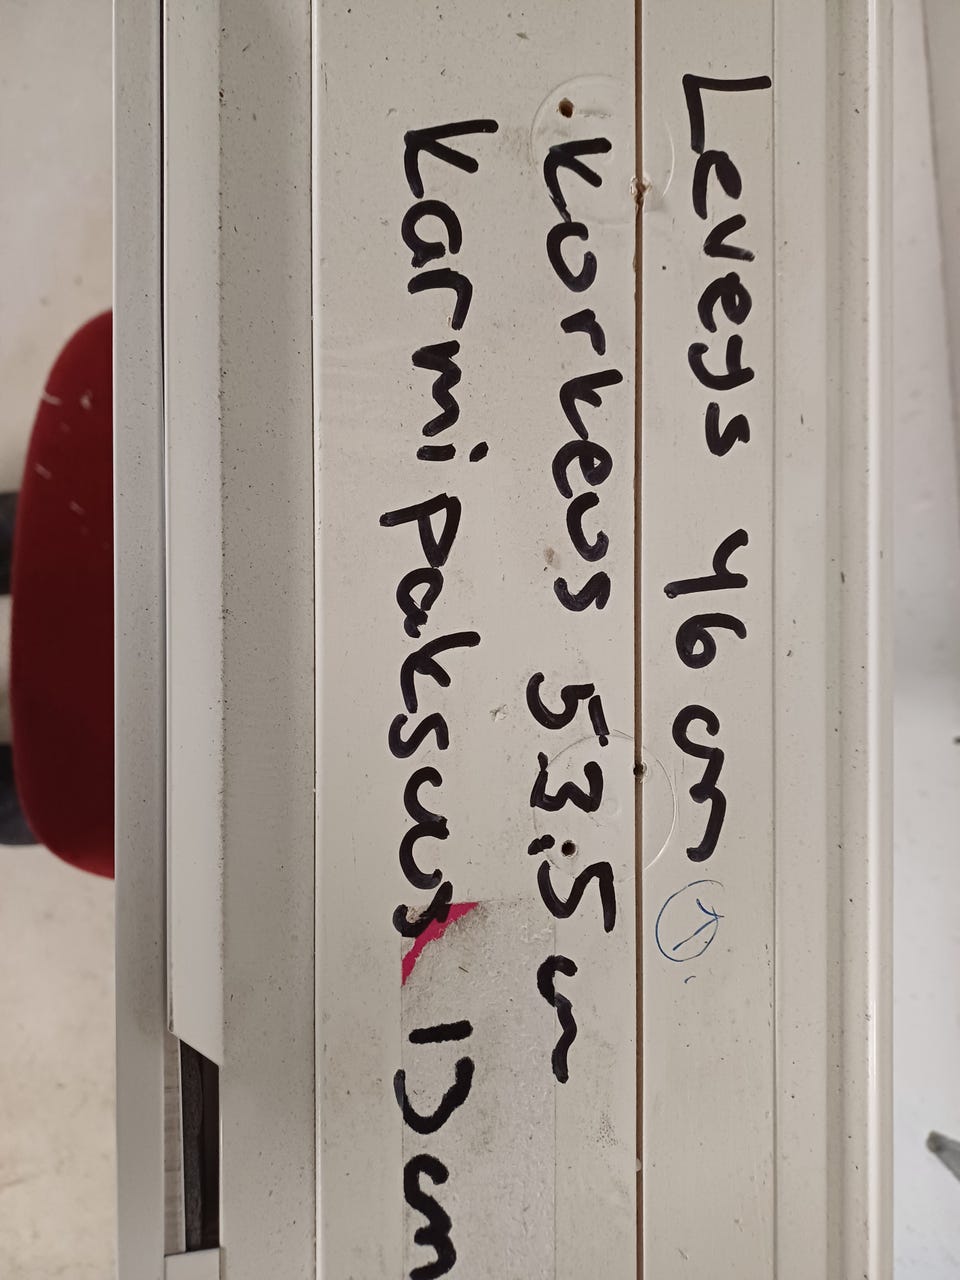 Leveys 46 cm
Korkeus 53,5 cm
Karmi Paksuus 13 cm